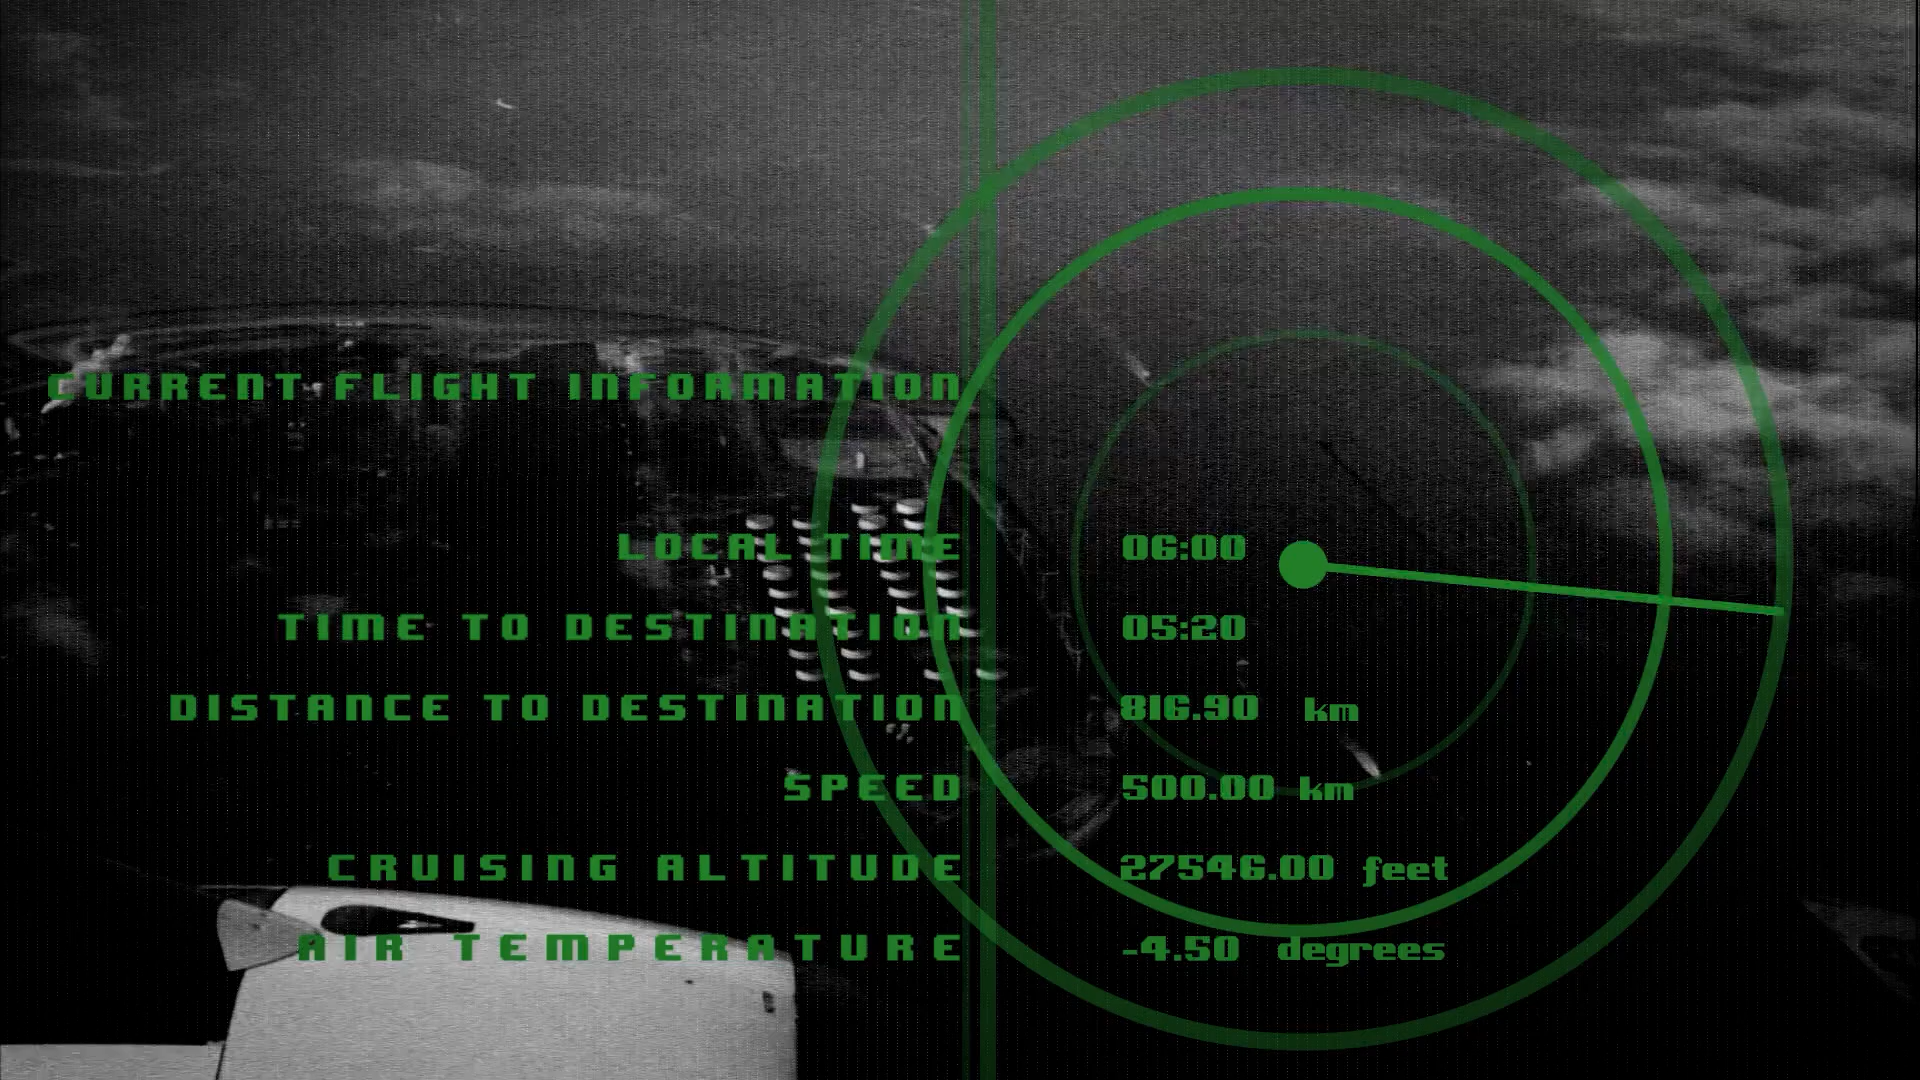 CURRENT FLIGHT INFORMATION
LOCAL TIME 06:00
TIME TO DESTINATION 05:20
DISTANCE TO DESTINATION 816.90 km
SPEED 500.00 km
CRUISING ALTITUDE 27546.00 feet
AIR TEMPERATURE -4.50 degrees